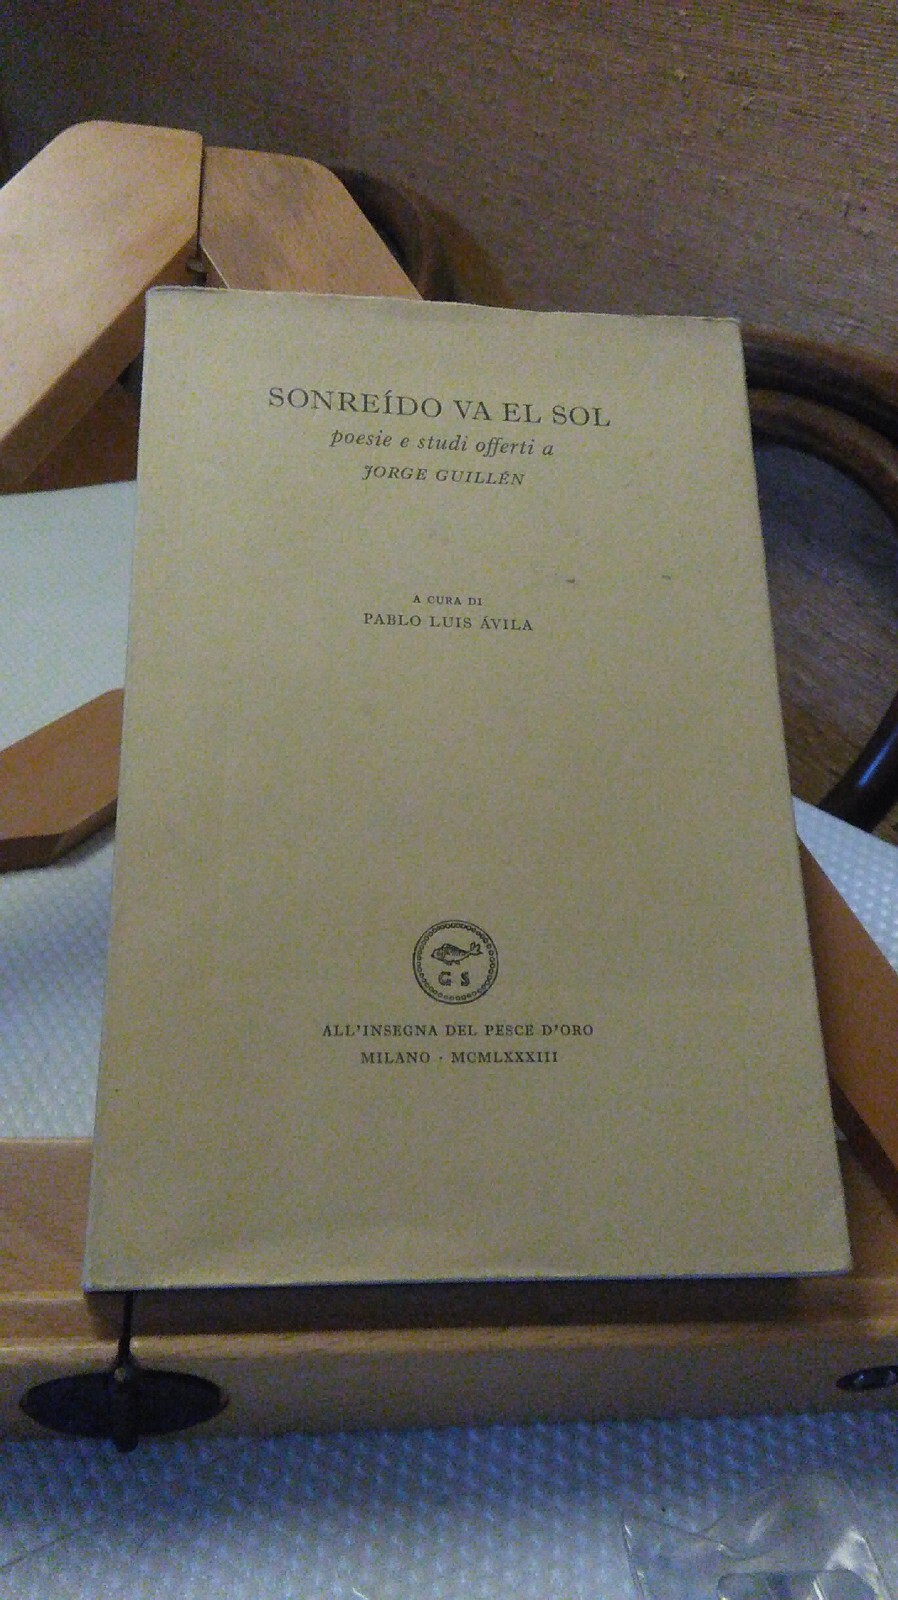 SONREÍDO VA EL SOL
poesie e studi offerti a
JORGE GUILLÉN
A CURA DI
PABLO LUIS ÁVILA
G S
ALL'INSEGNA DEL PESCE D'ORO
MILANO · MCMLXXXIII